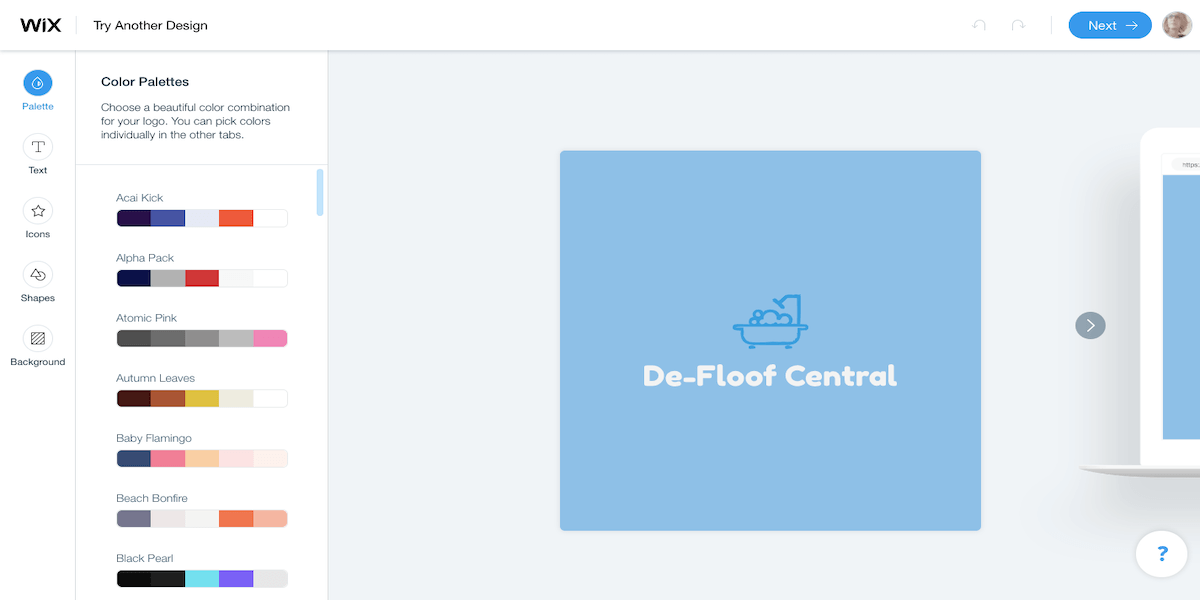 WiX
Try Another Design
Next
Palette
Text
Icons
Shapes
Background
Color Palettes
Choose a beautiful color combination
for your logo. You can pick colors
individually in the other tabs.
Acai Kick
Alpha Pack
Atomic Pink
Autumn Leaves
Baby Flamingo
Beach Bonfire
Black Pearl
De-Floof Central
https:
?